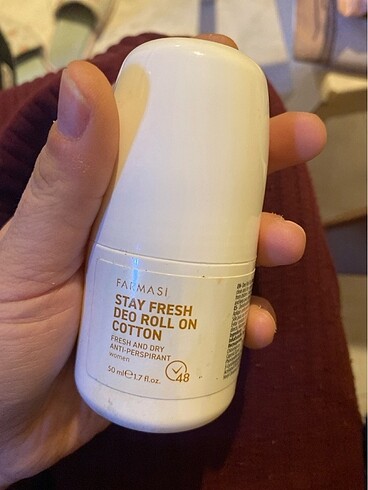 FARMASI
STAY FRESH
DEO ROLL ON
COTTON
FRESH AND DRY
ANTI-PERSPIRANT
women
50 ml ℮ 1.7 fl.oz.
48